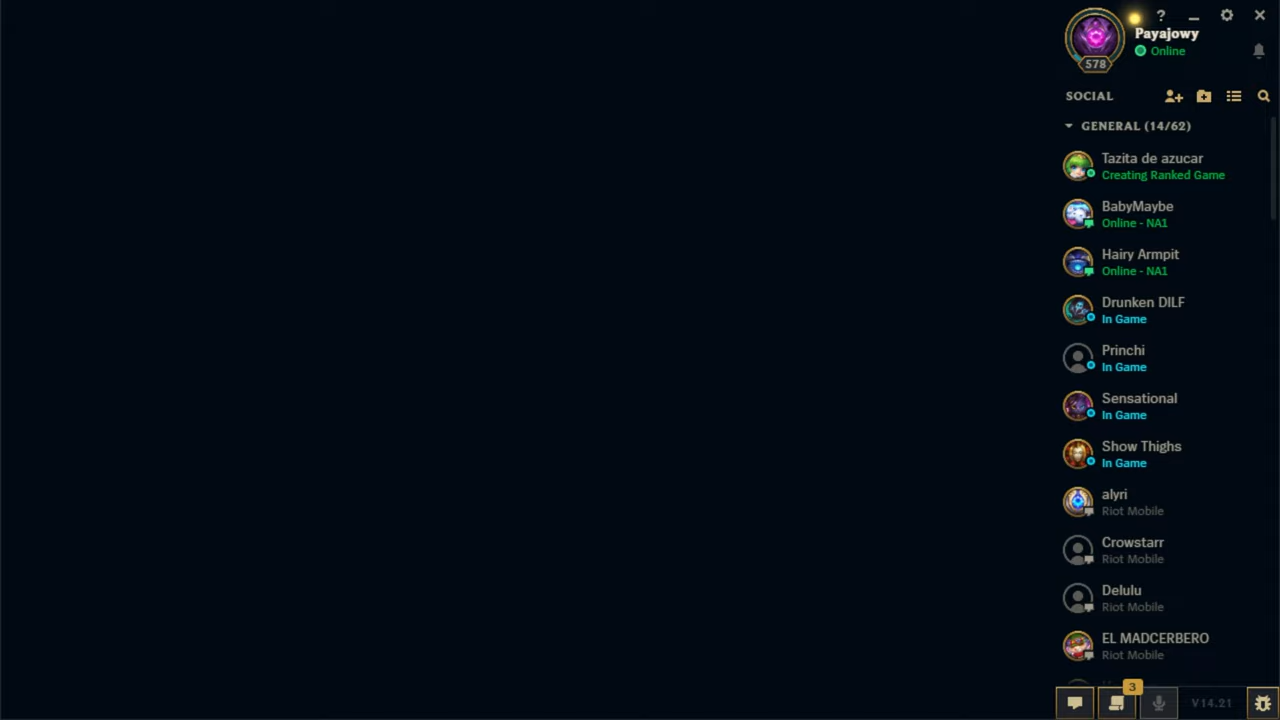 ?
Payajowy
Online
578
SOCIAL
GENERAL (14/62)
Tazita de azucar
Creating Ranked Game
BabyMaybe
Online - NA1
Hairy Armpit
Online - NA1
Drunken DILF
In Game
Princhi
In Game
Sensational
In Game
Show Thighs
In Game
alyri
Riot Mobile
Crowstarr
Riot Mobile
Delulu
Riot Mobile
EL MADCERBERO
Riot Mobile
3
V14.21